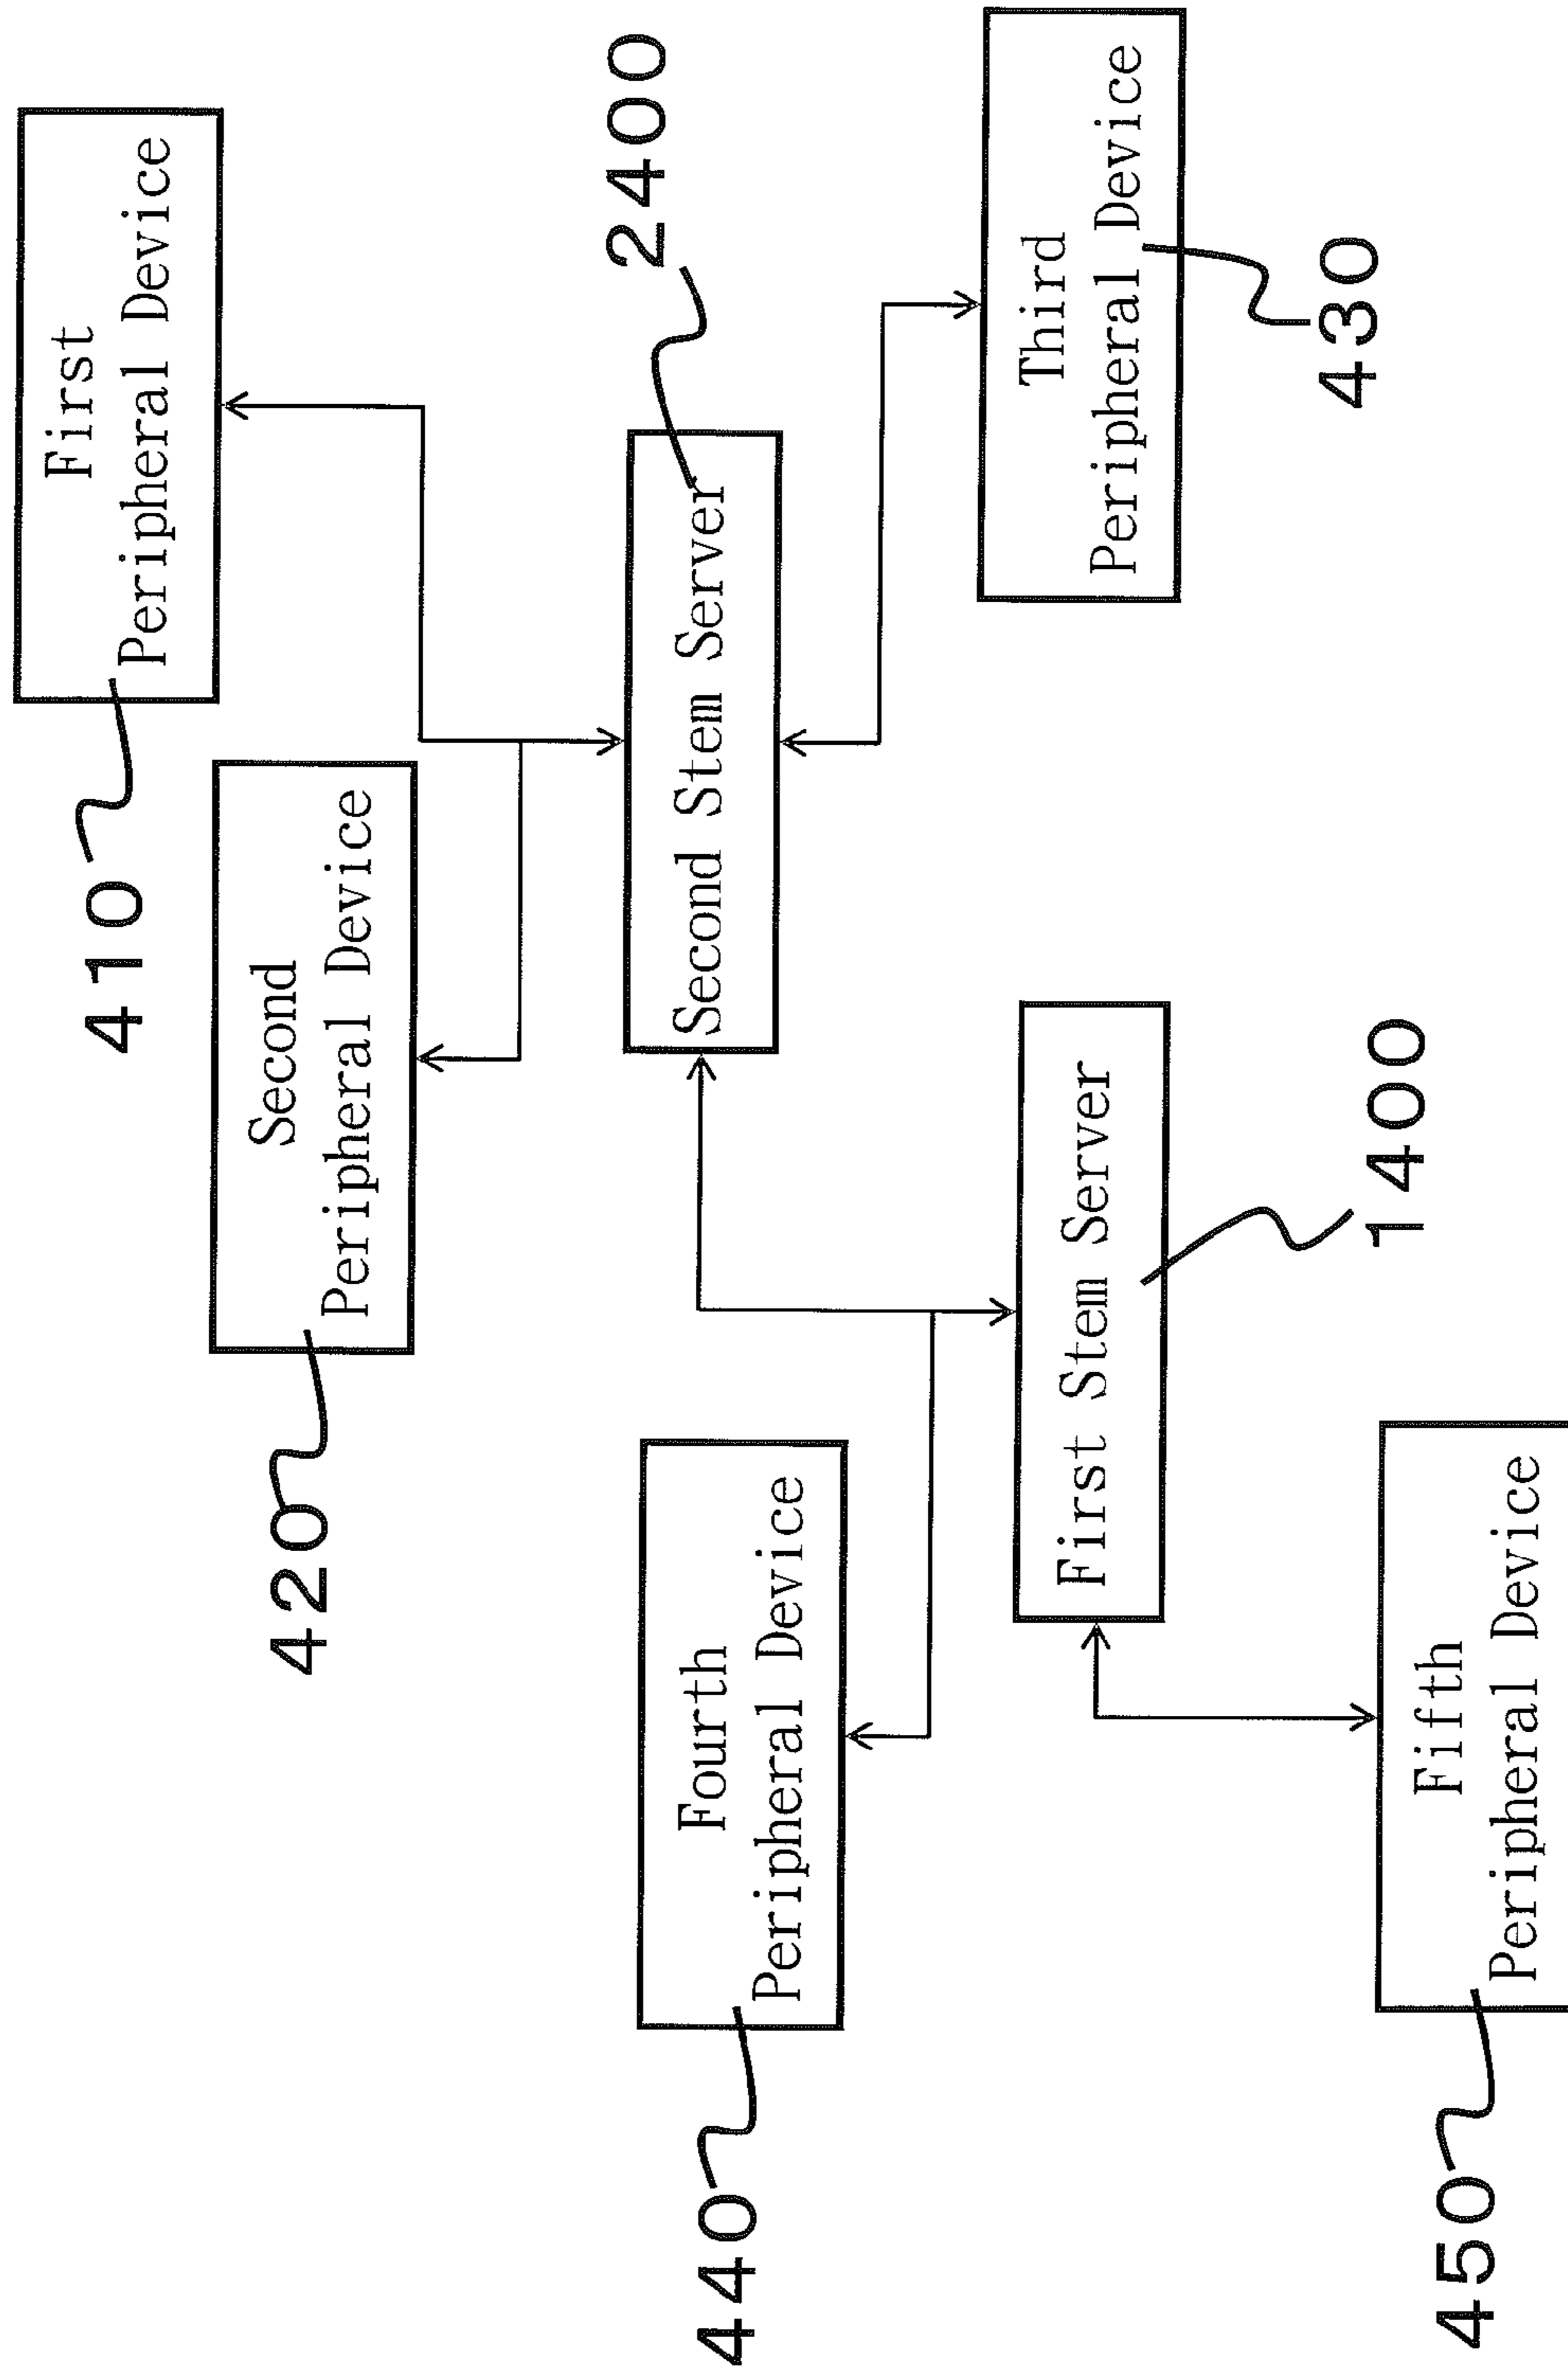 First
Peripheral Device
410
Second
Peripheral Device
420
Second Stem Server
2400
Fourth
Peripheral Device
440
Third
Peripheral Device
430
First Stem Server
1400
Fifth
Peripheral Device
450